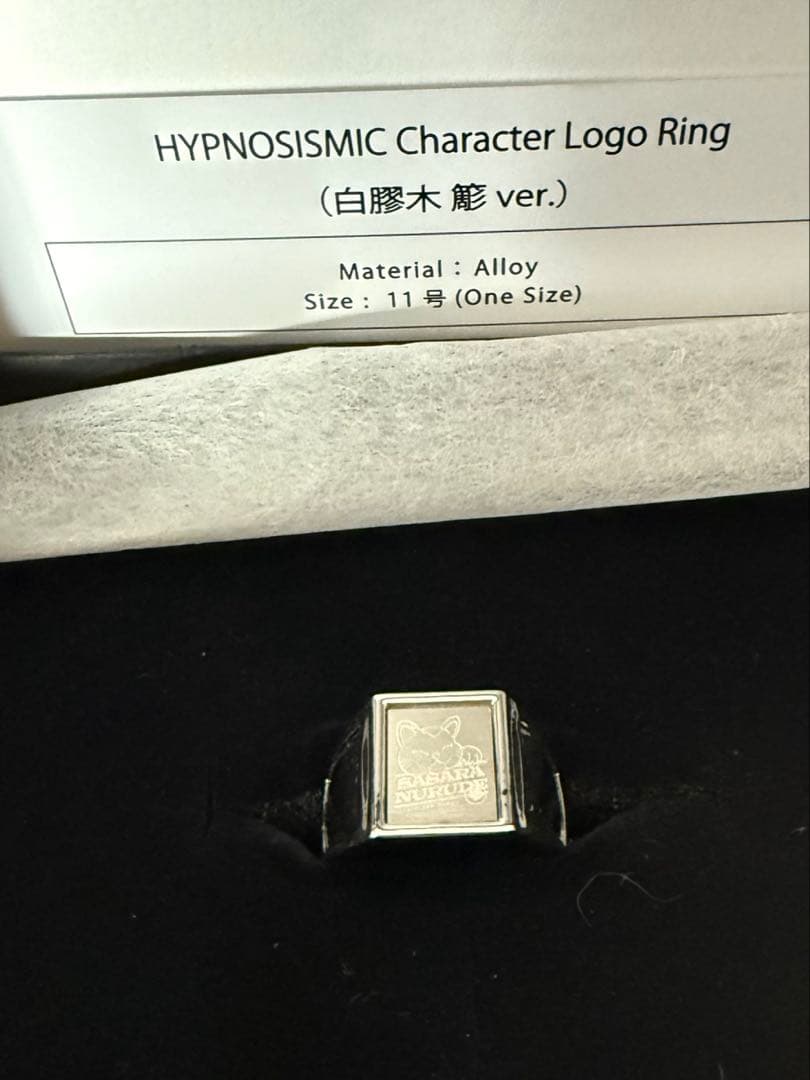 HYPNOSISMIC Character Logo Ring
（白膠木 簓 ver.）
Material : Alloy
Size : 11 号 (One Size)
SASARA
NURUDE